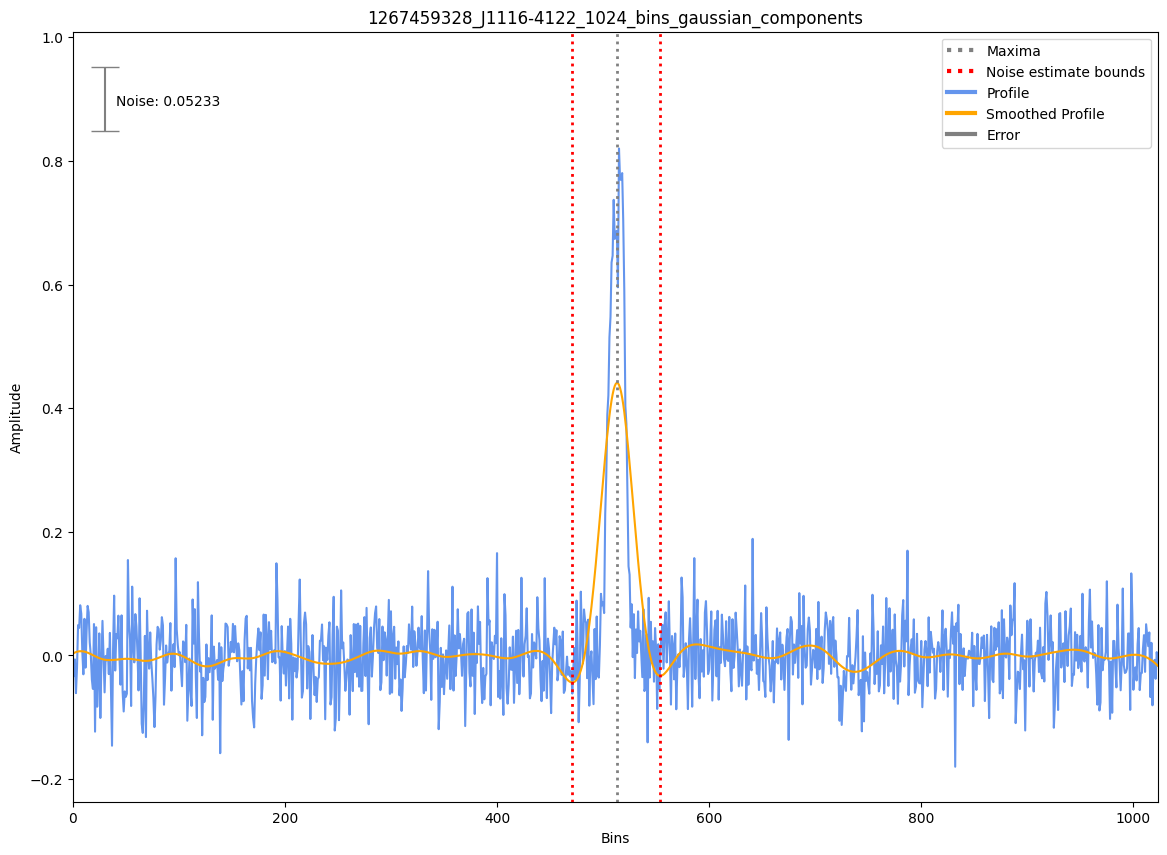 1267459328_J1116-4122_1024_bins_gaussian_components
1.0
0.8
0.6
0.4
0.2
0.0
−0.2
Amplitude
Noise: 0.05233
Maxima
Noise estimate bounds
Profile
Smoothed Profile
Error
0 200 400 600 800 1000
Bins